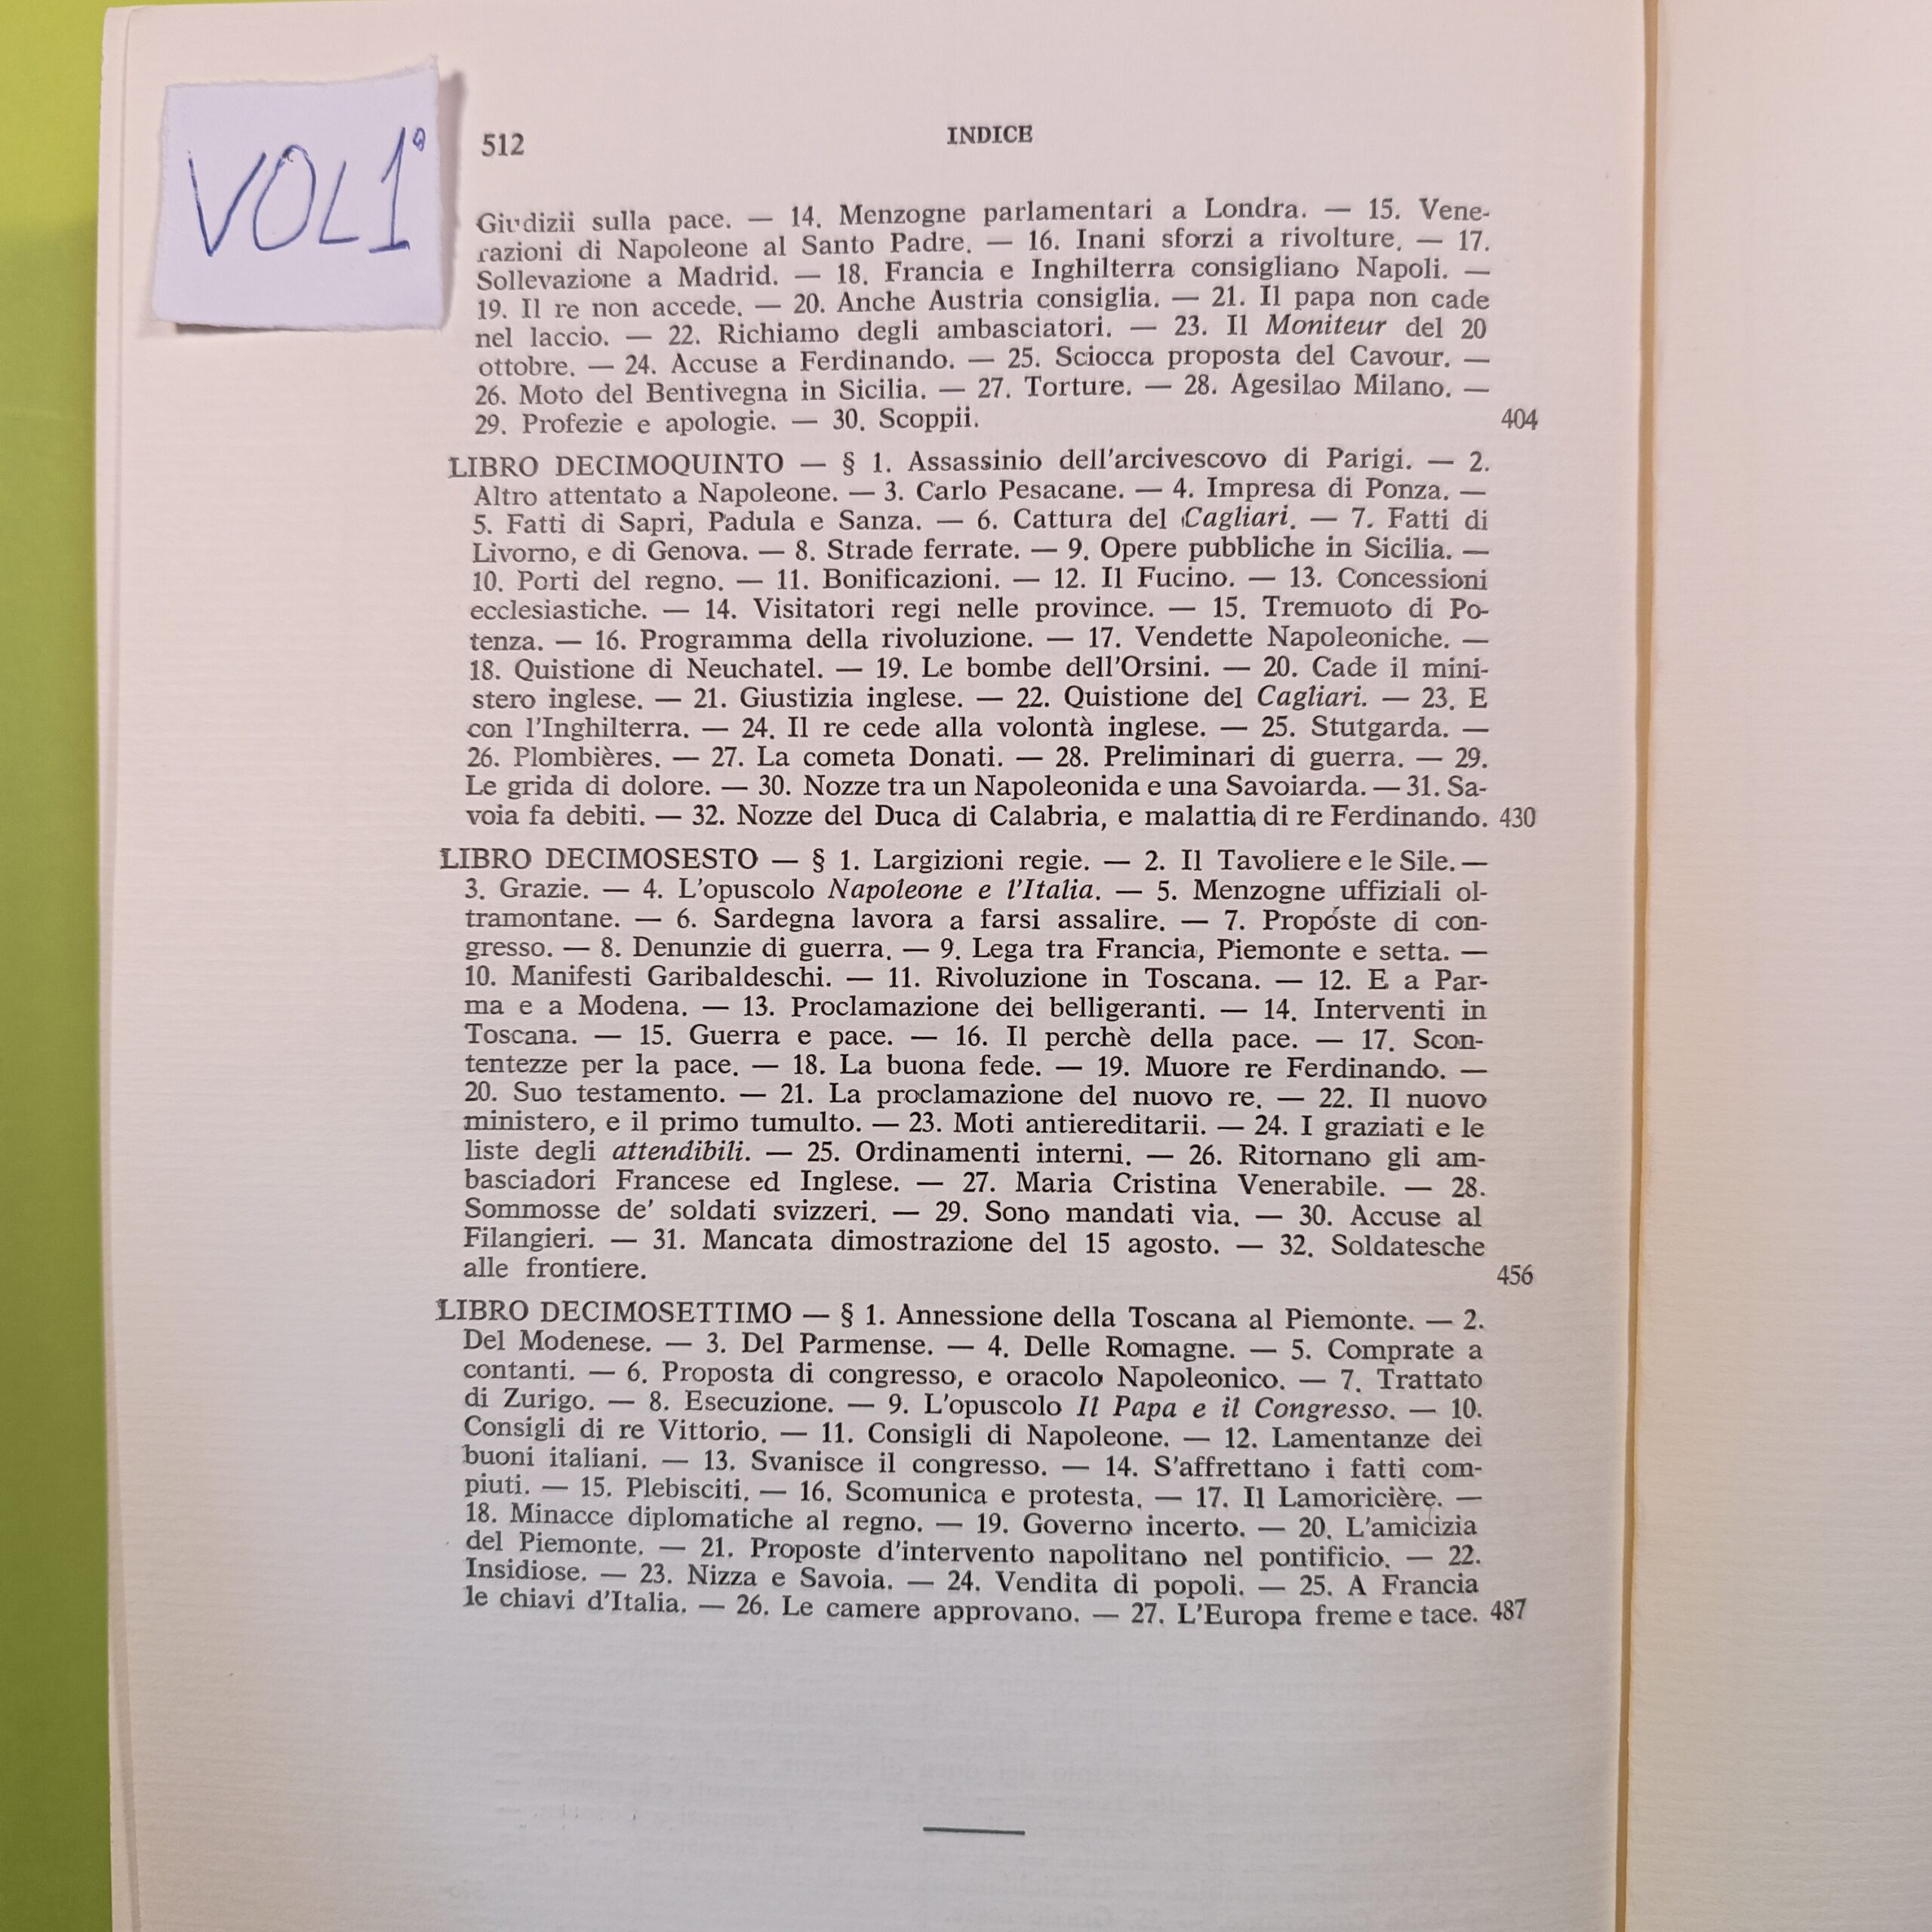 VOL 1°
512
INDICE
Giudizii sulla pace. — 14. Menzogne parlamentari a Londra. — 15. Vene-
razioni di Napoleone al Santo Padre. — 16. Inani sforzi a rivolture. — 17.
Sollevazione a Madrid. — 18. Francia e Inghilterra consigliano Napoli. —
19. Il re non accede. — 20. Anche Austria consiglia. — 21. Il papa non cade
nel laccio. — 22. Richiamo degli ambasciatori. — 23. Il Moniteur del 20
ottobre. — 24. Accuse a Ferdinando. — 25. Sciocca proposta del Cavour. —
26. Moto del Bentivegna in Sicilia. — 27. Torture. — 28. Agesilao Milano. —
29. Profezie e apologie. — 30. Scoppii. 404
LIBRO DECIMOQUINTO — § 1. Assassinio dell'arcivescovo di Parigi. — 2.
Altro attentato a Napoleone. — 3. Carlo Pesacane. — 4. Impresa di Ponza. —
5. Fatti di Sapri, Padula e Sanza. — 6. Cattura del Cagliari. — 7. Fatti di
Livorno, e di Genova. — 8. Strade ferrate. — 9. Opere pubbliche in Sicilia. —
10. Porti del regno. — 11. Bonificazioni. — 12. Il Fucino. — 13. Concessioni
ecclesiastiche. — 14. Visitatori regi nelle province. — 15. Tremuoto di Po-
tenza. — 16. Programma della rivoluzione. — 17. Vendette Napoleoniche. —
18. Quistione di Neuchatel. — 19. Le bombe dell'Orsini. — 20. Cade il mini-
stero inglese. — 21. Giustizia inglese. — 22. Quistione del Cagliari. — 23. E
con l'Inghilterra. — 24. Il re cede alla volontà inglese. — 25. Stutgarda. —
26. Plombières. — 27. La cometa Donati. — 28. Preliminari di guerra. — 29.
Le grida di dolore. — 30. Nozze tra un Napoleonida e una Savoiarda. — 31. Sa-
voia fa debiti. — 32. Nozze del Duca di Calabria, e malattia di re Ferdinando. 430
LIBRO DECIMOSESTO — § 1. Largizioni regie. — 2. Il Tavoliere e le Sile. —
3. Grazie. — 4. L'opuscolo Napoleone e l'Italia. — 5. Menzogne uffiziali ol-
tramontane. — 6. Sardegna lavora a farsi assalire. — 7. Proposte di con-
gresso. — 8. Denunzie di guerra. — 9. Lega tra Francia, Piemonte e setta. —
10. Manifesti Garibaldeschi. — 11. Rivoluzione in Toscana. — 12. E a Par-
ma e a Modena. — 13. Proclamazione dei belligeranti. — 14. Interventi in
Toscana. — 15. Guerra e pace. — 16. Il perchè della pace. — 17. Scon-
tentezze per la pace. — 18. La buona fede. — 19. Muore re Ferdinando. —
20. Suo testamento. — 21. La proclamazione del nuovo re. — 22. Il nuovo
ministero, e il primo tumulto. — 23. Moti antiereditarii. — 24. I graziati e le
liste degli attendibili. — 25. Ordinamenti interni. — 26. Ritornano gli am-
basciadori Francese ed Inglese. — 27. Maria Cristina Venerabile. — 28.
Sommosse de' soldati svizzeri. — 29. Sono mandati via. — 30. Accuse al
Filangieri. — 31. Mancata dimostrazione del 15 agosto. — 32. Soldatesche
alle frontiere. 456
LIBRO DECIMOSETTIMO — § 1. Annessione della Toscana al Piemonte. — 2.
Del Modenese. — 3. Del Parmense. — 4. Delle Romagne. — 5. Comprate a
contanti. — 6. Proposta di congresso, e oracolo Napoleonico. — 7. Trattato
di Zurigo. — 8. Esecuzione. — 9. L'opuscolo Il Papa e il Congresso. — 10.
Consigli di re Vittorio. — 11. Consigli di Napoleone. — 12. Lamentanze dei
buoni italiani. — 13. Svanisce il congresso. — 14. S'affrettano i fatti com-
piuti. — 15. Plebisciti. — 16. Scomunica e protesta. — 17. Il Lamoricière. —
18. Minacce diplomatiche al regno. — 19. Governo incerto. — 20. L'amicizia
del Piemonte. — 21. Proposte d'intervento napolitano nel pontificio. — 22.
Insidiose. — 23. Nizza e Savoia. — 24. Vendita di popoli. — 25. A Francia
le chiavi d'Italia. — 26. Le camere approvano. — 27. L'Europa freme e tace. 487